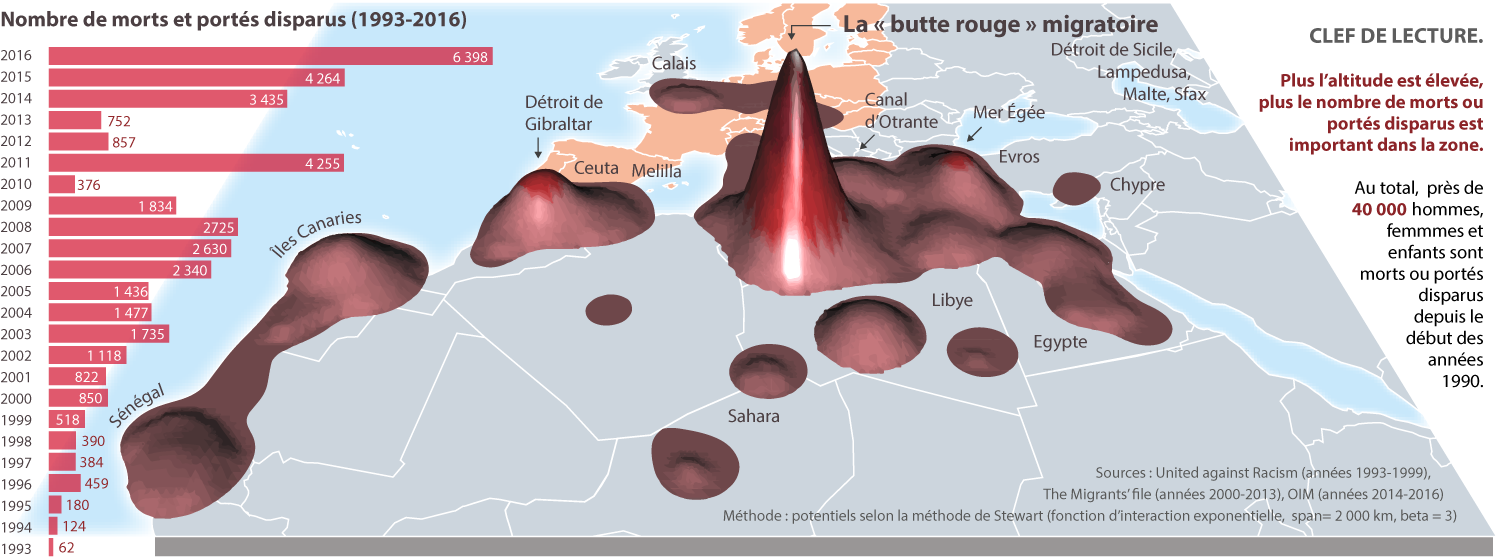 Nombre de morts et portés disparus (1993-2016)
2016 6 398
2015 4 264
2014 3 435
2013 752
2012 857
2011 4 255
2010 376
2009 1 834
2008 2725
2007 2 630
2006 2 340
2005 1 436
2004 1 477
2003 1 735
2002 1 118
2001 822
2000 850
1999 518
1998 390
1997 384
1996 459
1995 180
1994 124
1993 62
La « butte rouge » migratoire
Détroit de Sicile,
Lampedusa,
Malte, Sfax
Calais
Détroit de
Gibraltar
Canal
d’Otrante
Mer Égée
Evros
Ceuta
Melilla
Chypre
Îles Canaries
Libye
Egypte
Sahara
Sénégal
CLEF DE LECTURE.
Plus l’altitude est élevée,
plus le nombre de morts ou
portés disparus est
important dans la zone.
Au total, près de
40 000 hommes,
femmmes et
enfants sont
morts ou portés
disparus
depuis le
début des
années
1990.
Sources : United against Racism (années 1993-1999),
The Migrants’ file (années 2000-2013), OIM (années 2014-2016)
Méthode : potentiels selon la méthode de Stewart (fonction d’interaction exponentielle, span= 2 000 km, beta = 3)